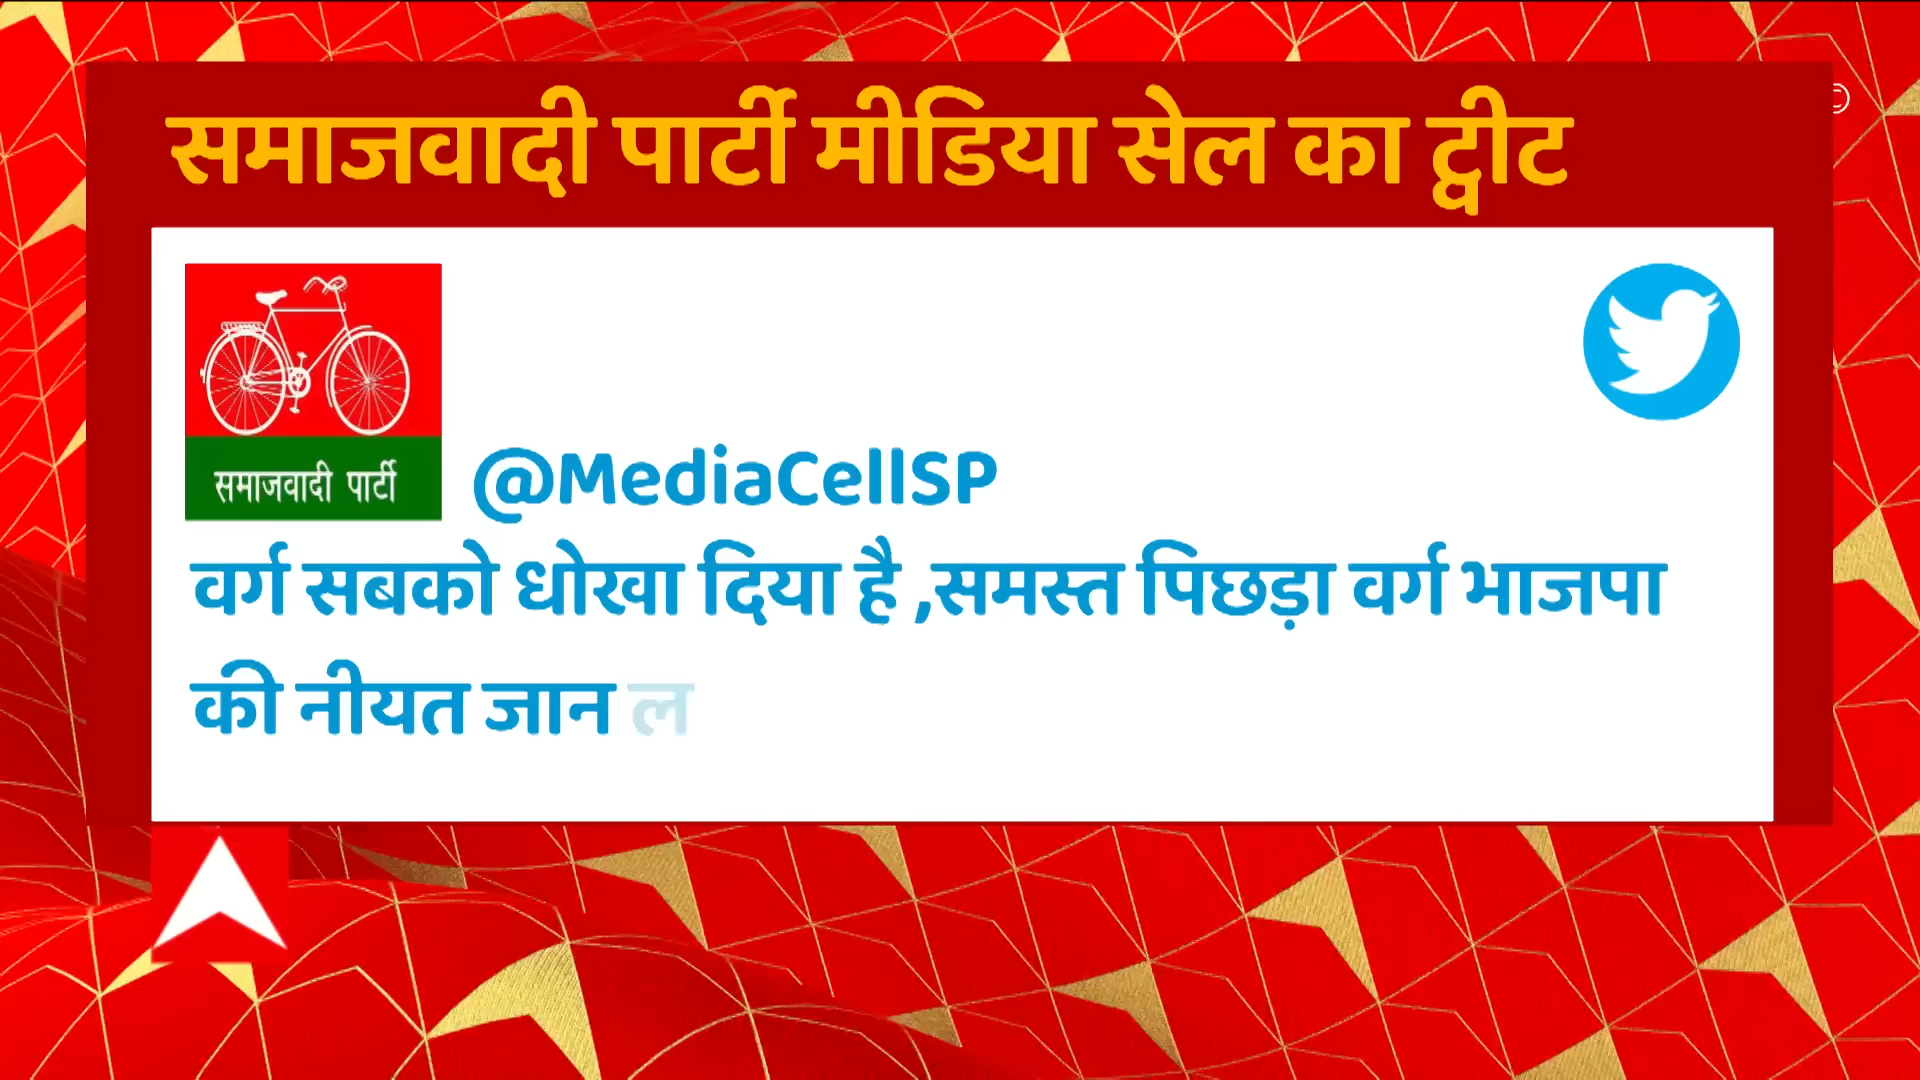 समाजवादी पार्टी मीडिया सेल का ट्वीट
समाजवादी पार्टी
@MediaCellSP
वर्ग सबको धोखा दिया है ,समस्त पिछड़ा वर्ग भाजपा
की नीयत जान ल